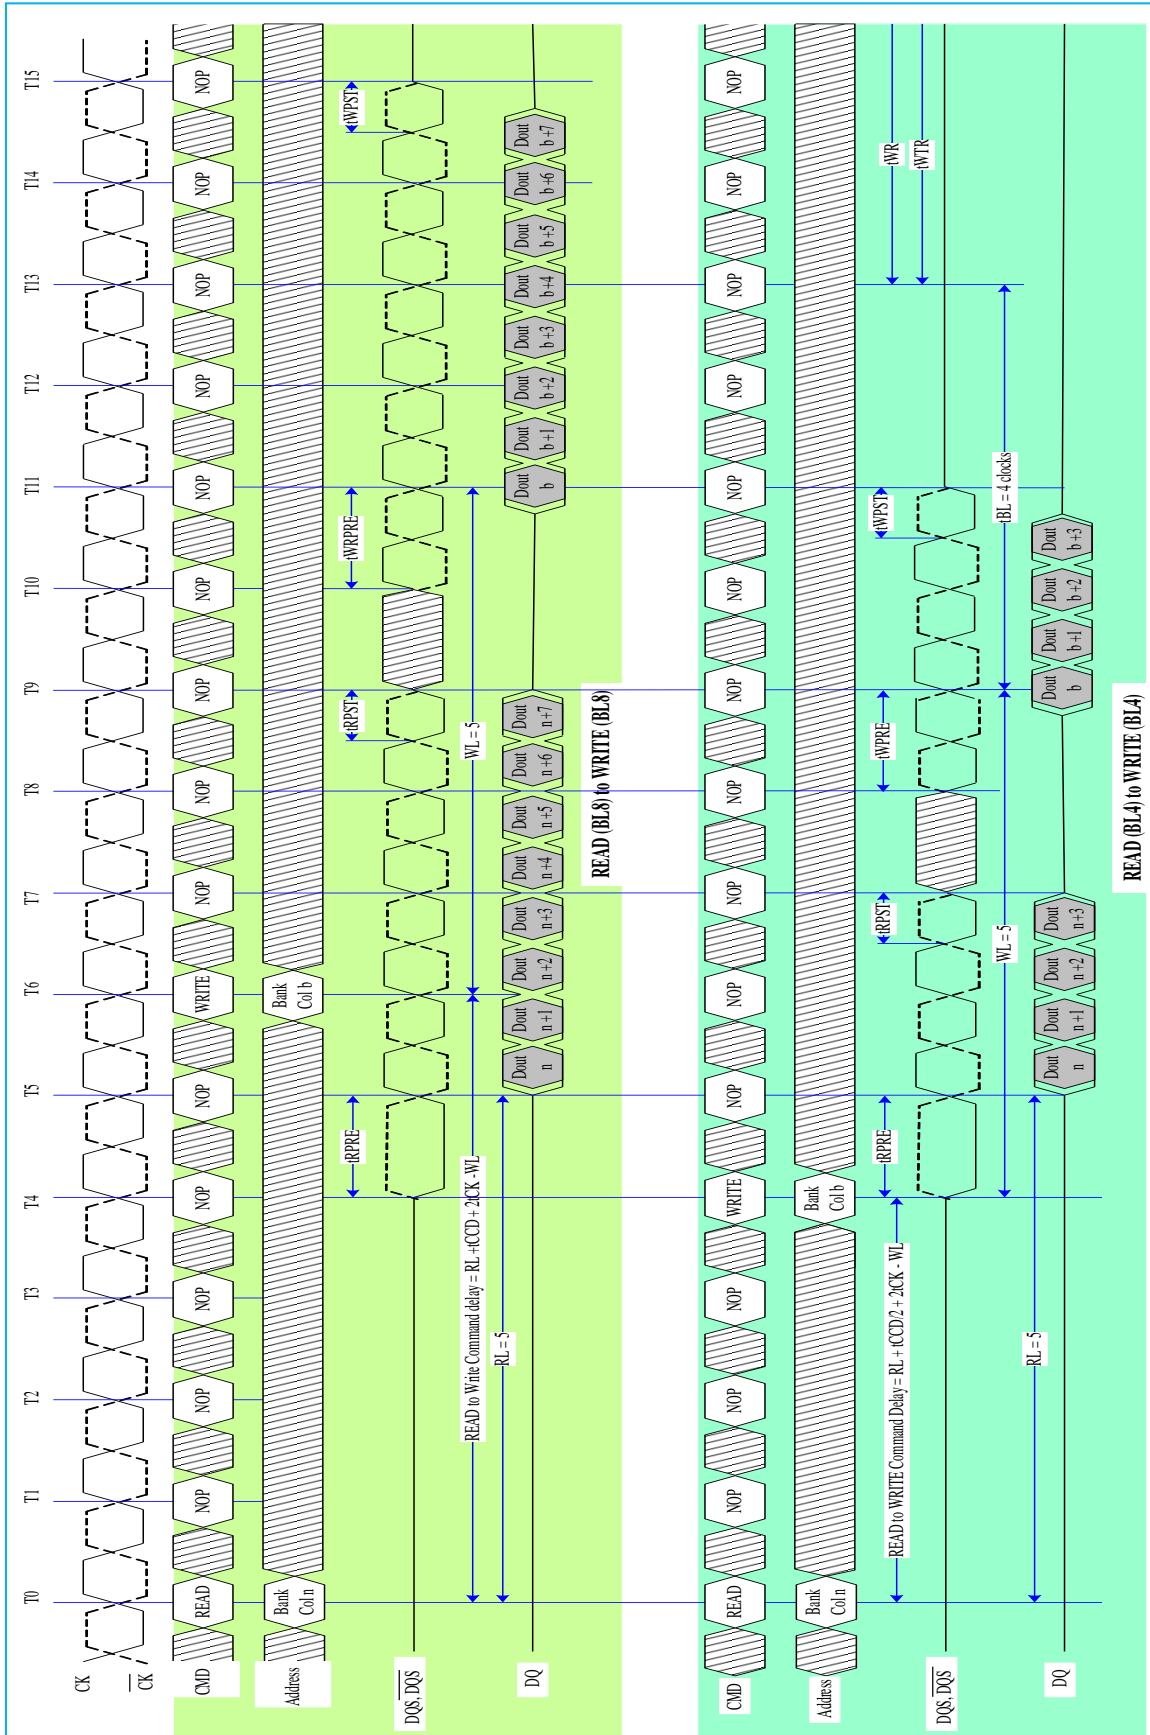 T0 T1 T2 T3 T4 T5 T6 T7 T8 T9 T10 T11 T12 T13 T14 T15
CK
CK
CMD READ NOP NOP NOP NOP NOP WRITE NOP NOP NOP NOP NOP NOP NOP NOP NOP
Address Bank Bank
Col n Col b
tRPRE tRPST tWRPRE tWPST
DQS, DQS
READ to Write Command delay = RL +tCCD + 2tCK -WL WL = 5
RL = 5
DQ Dout Dout Dout Dout Dout Dout Dout Dout Dout Dout Dout Dout Dout Dout Dout Dout
n n+1 n+2 n+3 n+4 n+5 n+6 n+7 b b+1 b+2 b+3 b+4 b+5 b+6 b+7
READ (BL8) to WRITE (BL8)
CMD READ NOP NOP NOP WRITE NOP NOP NOP NOP NOP NOP NOP NOP NOP NOP NOP
Address Bank Bank
Col n Col b
tRPRE tRPST tWPRE tWPST tWR
READ to WRITE Command Delay = RL + tCCD/2 + 2tCK - WL
tWTR
DQS, DQS
WL = 5 tBL = 4 clocks
RL = 5
DQ Dout Dout Dout Dout Dout Dout Dout Dout
n n+1 n+2 n+3 b b+1 b+2 b+3
READ (BL4) to WRITE (BL4)